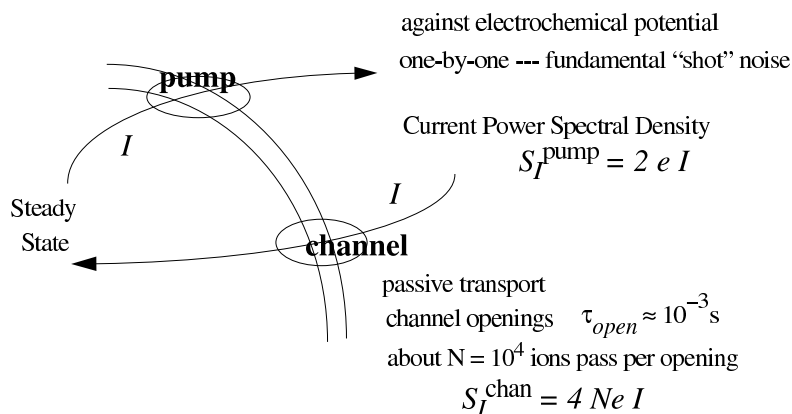 against electrochemical potential
one-by-one --- fundamental “shot” noise
pump
Current Power Spectral Density
S_I^pump = 2 e I
I
I
Steady
State
channel
passive transport
channel openings τ_open ≈ 10^−3 s
about N = 10^4 ions pass per opening
S_I^chan = 4 Ne I